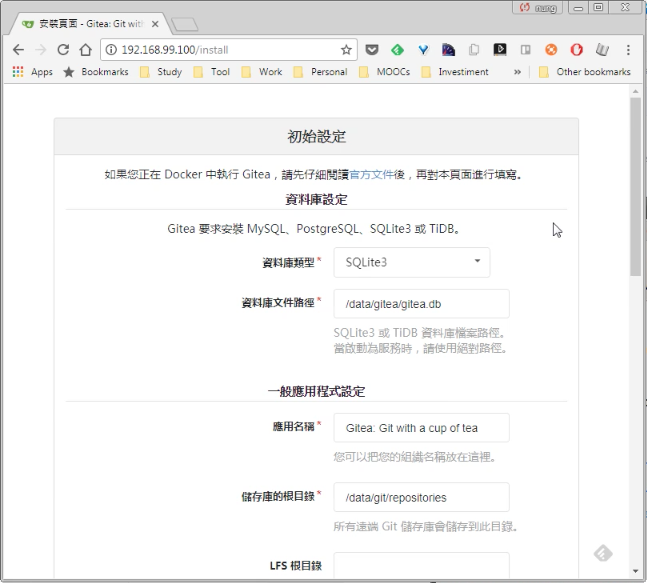 nung
安裝頁面 - Gitea: Git with
192.168.99.100/install
Apps Bookmarks Study Tool Work Personal MOOCs Investiment » Other bookmarks
初始設定
如果您正在 Docker 中執行 Gitea，請先仔細閱讀官方文件後，再對本頁面進行填寫。
資料庫設定
Gitea 要求安裝 MySQL、PostgreSQL、SQLite3 或 TiDB。
資料庫類型* SQLite3
資料庫文件路徑* /data/gitea/gitea.db
SQLite3 或 TiDB 資料庫檔案路徑。
當啟動為服務時，請使用絕對路徑。
一般應用程式設定
應用名稱* Gitea: Git with a cup of tea
您可以把您的組織名稱放在這裡。
儲存庫的根目錄* /data/git/repositories
所有遠端 Git 儲存庫會儲存到此目錄。
LFS 根目錄